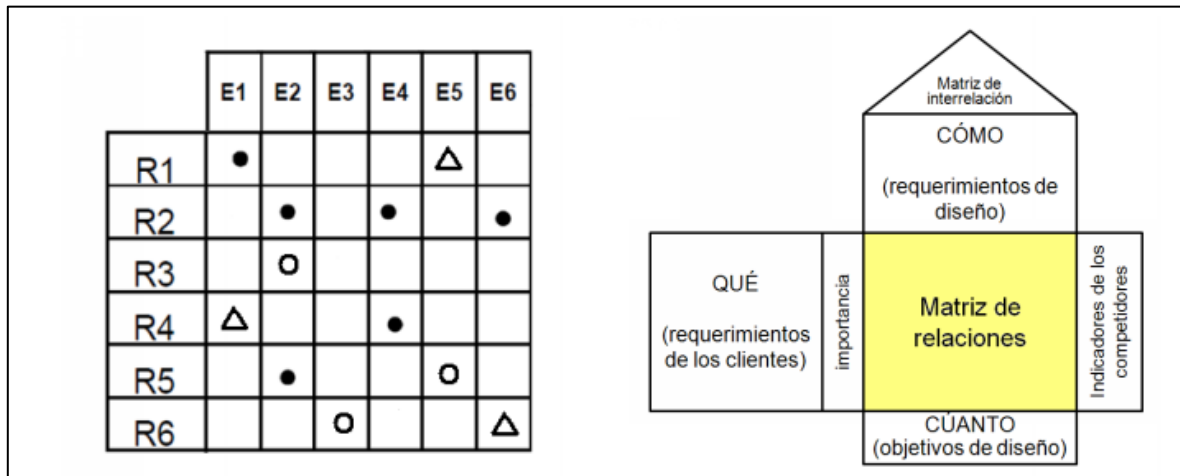 E1 E2 E3 E4 E5 E6
R1
R2
R3
R4
R5
R6
Matriz de
interrelación
CÓMO
(requerimientos de
diseño)
QUÉ
(requerimientos
de los clientes)
importancia
Matriz de
relaciones
Indicadores de los
competidores
CÚANTO
(objetivos de diseño)